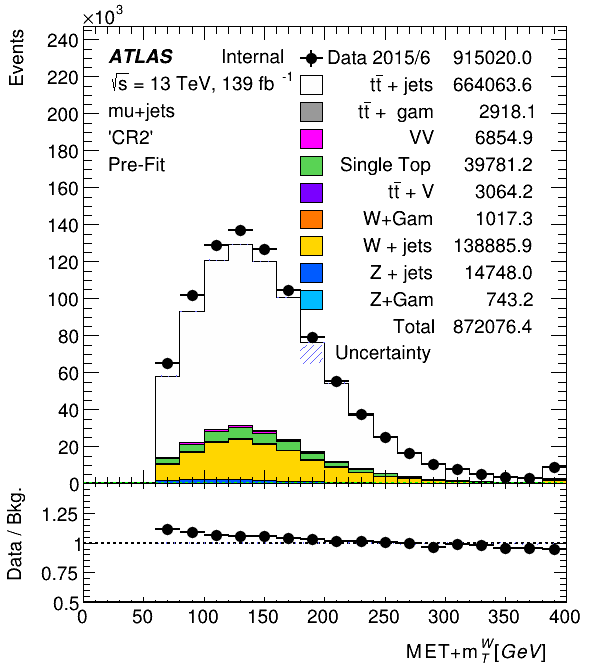 ×10³
Events
240
220
200
180
160
140
120
100
80
60
40
20
0
ATLAS Internal
√s = 13 TeV, 139 fb⁻¹
mu+jets
'CR2'
Pre-Fit
Data 2015/6 915020.0
tt̄ + jets 664063.6
tt̄ + gam 2918.1
VV 6854.9
Single Top 39781.2
tt̄ + V 3064.2
W+Gam 1017.3
W + jets 138885.9
Z + jets 14748.0
Z+Gam 743.2
Total 872076.4
Uncertainty
Data / Bkg.
1.25
1
0.75
0.5
0 50 100 150 200 250 300 350 400
MET+m_T^W[GeV]